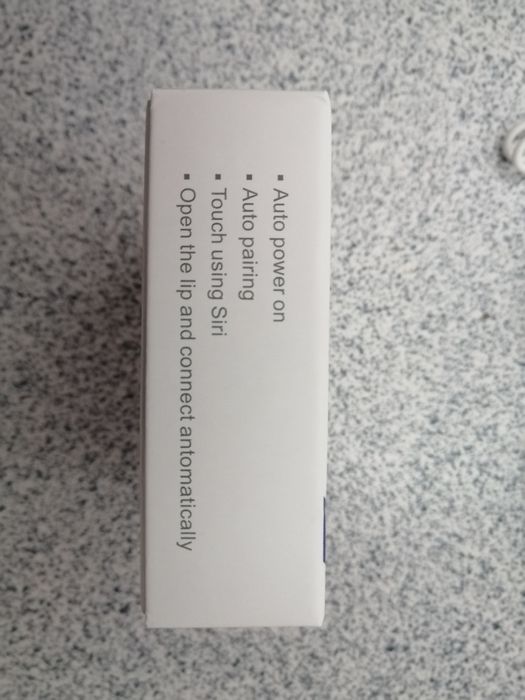 ▪ Auto power on
▪ Auto pairing
▪ Touch using Siri
▪ Open the lip and connect antomatically